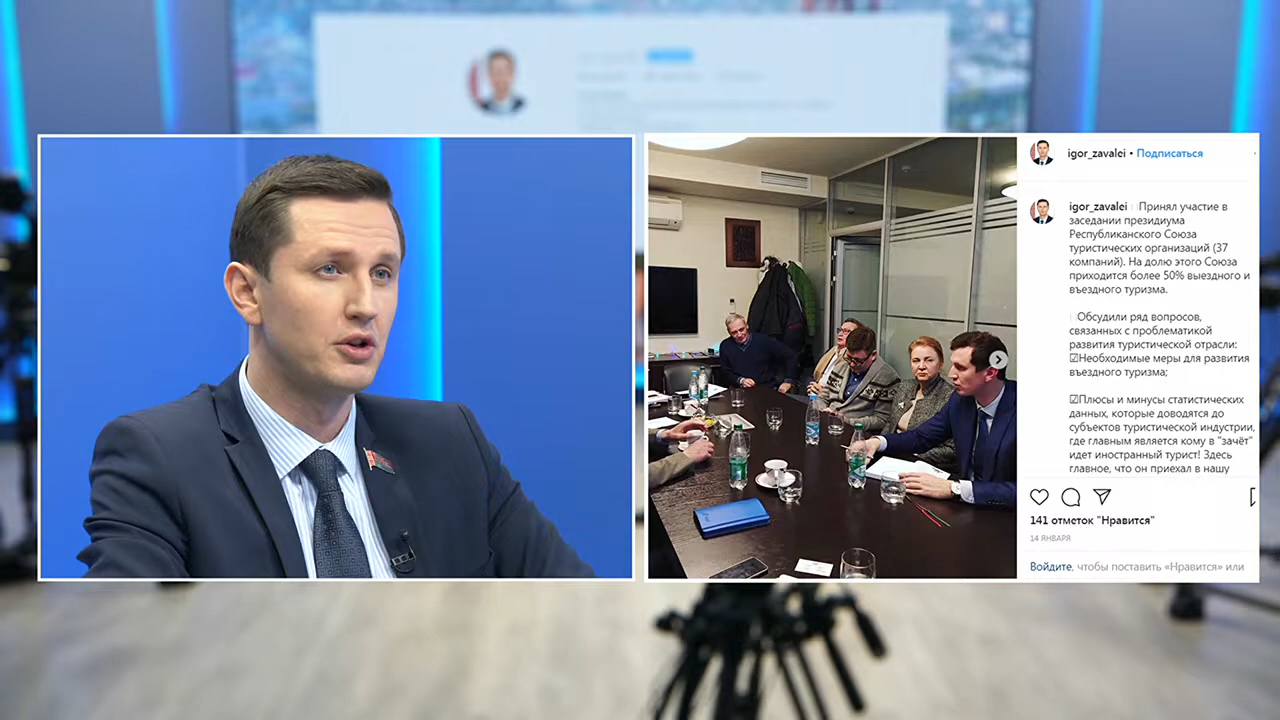 igor_zavalei • Подписаться
igor_zavalei Принял участие в
заседании президиума
Республиканского Союза
туристических организаций (37
компаний). На долю этого Союза
приходится более 50% выездного и
въездного туризма.
Обсудили ряд вопросов,
связанных с проблематикой
развития туристической отрасли:
☑Необходимые меры для развития
въездного туризма;
☑Плюсы и минусы статистических
данных, которые доводятся до
субъектов туристической индустрии,
где главным является кому в "зачёт"
идет иностранный турист! Здесь
главное, что он приехал в нашу
141 отметок "Нравится"
14 ЯНВАРЯ
Войдите, чтобы поставить «Нравится» или